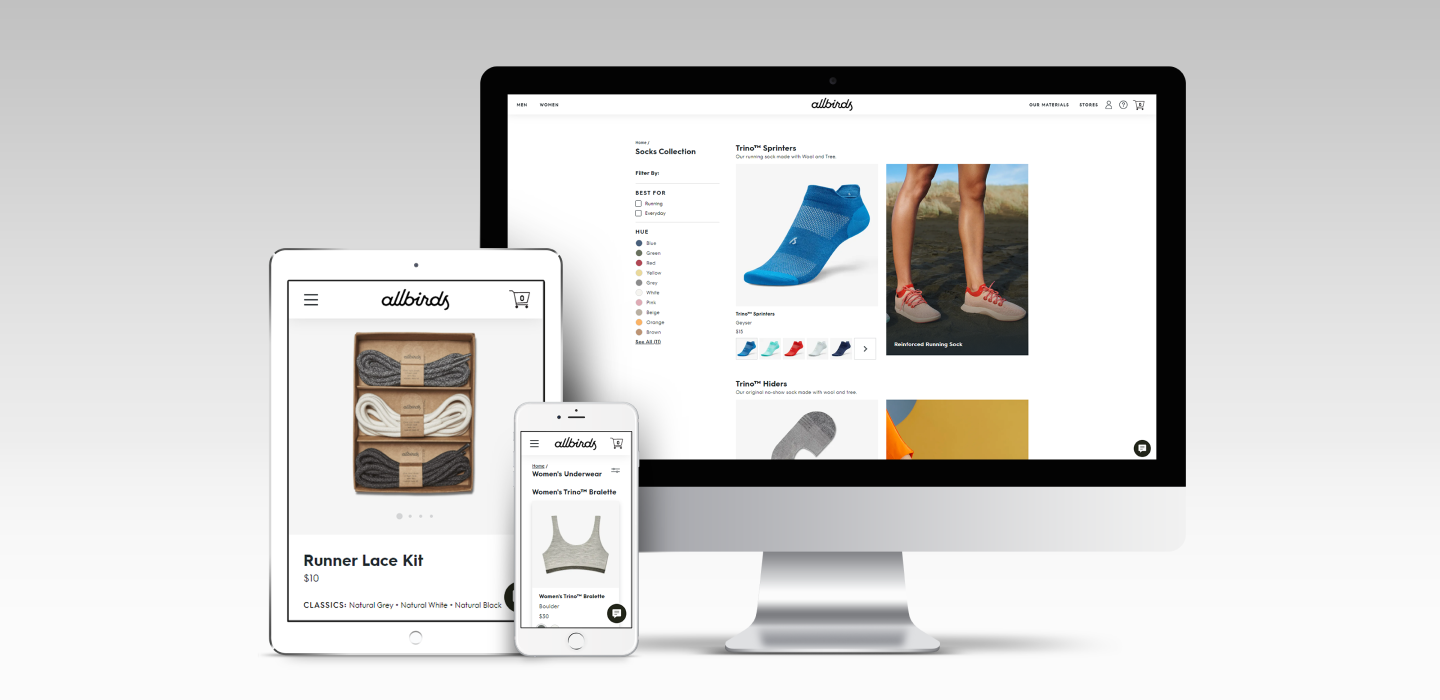 MEN
WOMEN
allbirds
OUR MATERIALS
STORES
0
Home /
Socks Collection
Filter By:
BEST FOR
Running
Everyday
HUE
Blue
Green
Red
Yellow
Grey
White
Pink
Beige
Orange
Brown
See All (11)
Trino™ Sprinters
Our running sock made with Wool and Tree.
Trino™ Sprinters
Geyser
$15
Reinforced Running Sock
Trino™ Hiders
Our original no-show sock made with wool and tree.
allbirds
0
Runner Lace Kit
$10
CLASSICS: Natural Grey • Natural White • Natural Black
allbirds
0
Home /
Women's Underwear
Women's Trino™ Bralette
Women's Trino™ Bralette
Boulder
$30